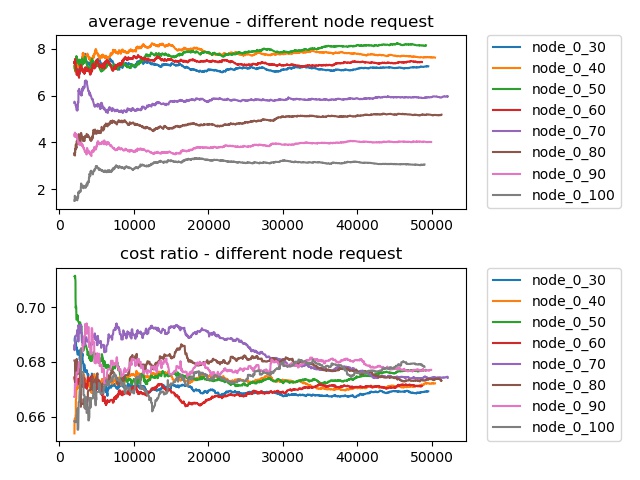 average revenue - different node request
8
6
4
2
0 10000 20000 30000 40000 50000
node_0_30
node_0_40
node_0_50
node_0_60
node_0_70
node_0_80
node_0_90
node_0_100
cost ratio - different node request
0.70
0.68
0.66
0 10000 20000 30000 40000 50000
node_0_30
node_0_40
node_0_50
node_0_60
node_0_70
node_0_80
node_0_90
node_0_100